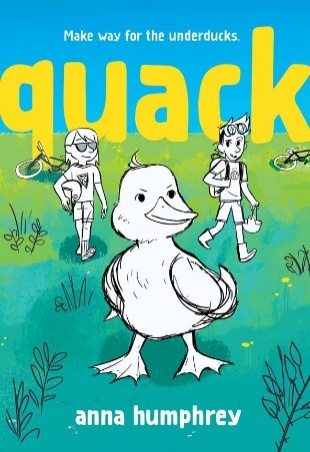 Make way for the underducks.
quack
anna humphrey